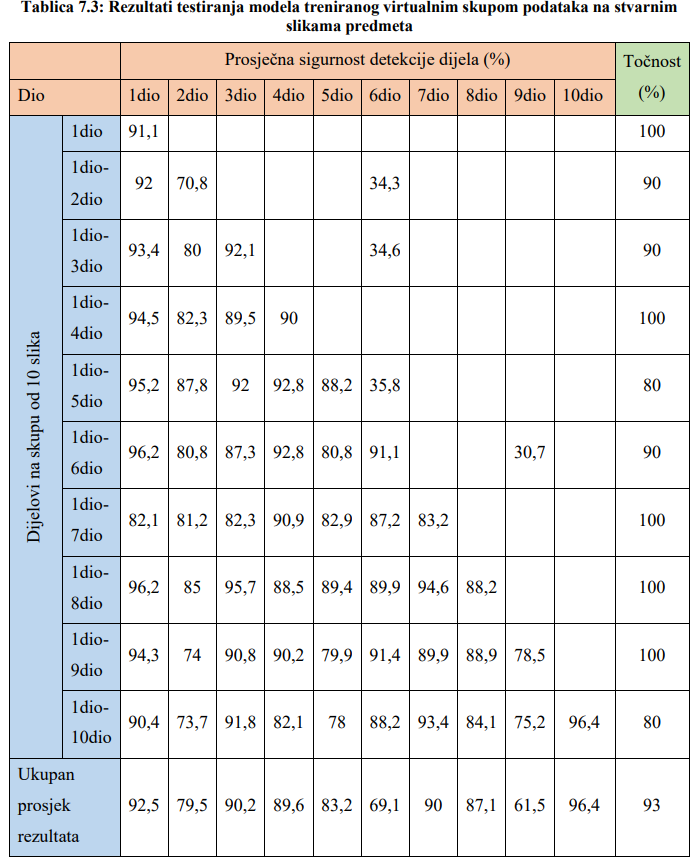 Tablica 7.3: Rezultati testiranja modela treniranog virtualnim skupom podataka na stvarnim
slikama predmeta
Prosječna sigurnost detekcije dijela (%) Točnost
(%)
Dio 1dio 2dio 3dio 4dio 5dio 6dio 7dio 8dio 9dio 10dio
Dijelovi na skupu od 10 slika
1dio 91,1 100
1dio-
2dio 92 70,8 34,3 90
1dio-
3dio 93,4 80 92,1 34,6 90
1dio-
4dio 94,5 82,3 89,5 90 100
1dio-
5dio 95,2 87,8 92 92,8 88,2 35,8 80
1dio-
6dio 96,2 80,8 87,3 92,8 80,8 91,1 30,7 90
1dio-
7dio 82,1 81,2 82,3 90,9 82,9 87,2 83,2 100
1dio-
8dio 96,2 85 95,7 88,5 89,4 89,9 94,6 88,2 100
1dio-
9dio 94,3 74 90,8 90,2 79,9 91,4 89,9 88,9 78,5 100
1dio-
10dio 90,4 73,7 91,8 82,1 78 88,2 93,4 84,1 75,2 96,4 80
Ukupan
prosjek
rezultata 92,5 79,5 90,2 89,6 83,2 69,1 90 87,1 61,5 96,4 93